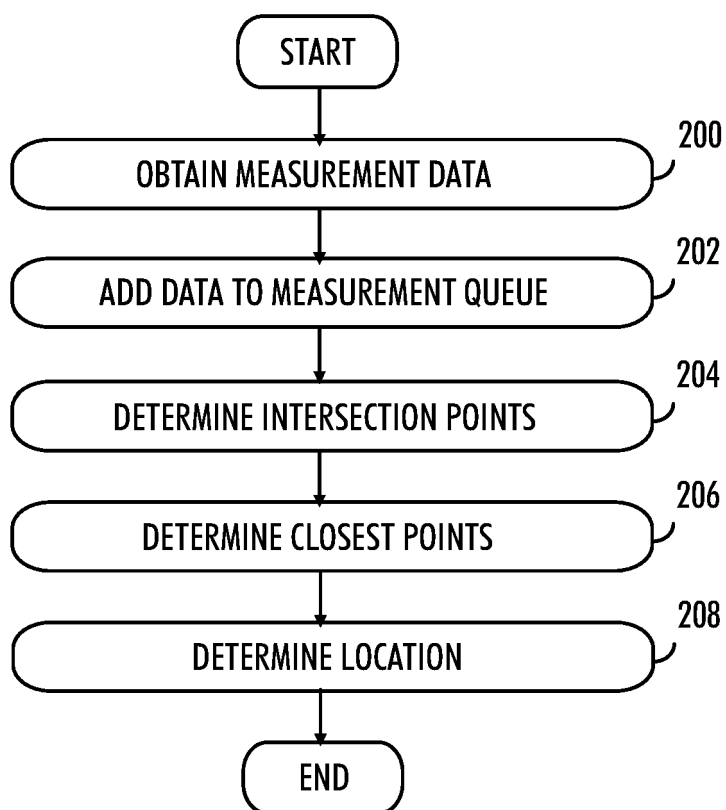 START
200
OBTAIN MEASUREMENT DATA
202
ADD DATA TO MEASUREMENT QUEUE
204
DETERMINE INTERSECTION POINTS
206
DETERMINE CLOSEST POINTS
208
DETERMINE LOCATION
END